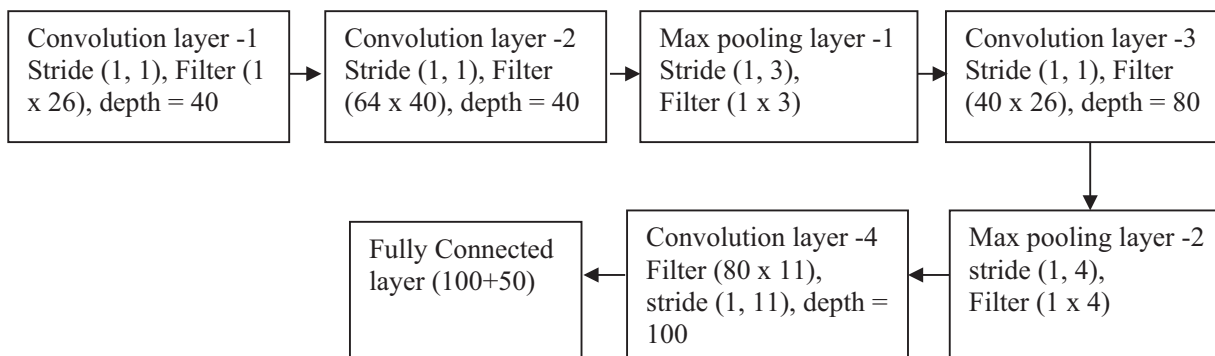 Convolution layer -1
Stride (1, 1), Filter (1
x 26), depth = 40
Convolution layer -2
Stride (1, 1), Filter
(64 x 40), depth = 40
Max pooling layer -1
Stride (1, 3),
Filter (1 x 3)
Convolution layer -3
Stride (1, 1), Filter
(40 x 26), depth = 80
Max pooling layer -2
stride (1, 4),
Filter (1 x 4)
Convolution layer -4
Filter (80 x 11),
stride (1, 11), depth =
100
Fully Connected
layer (100+50)